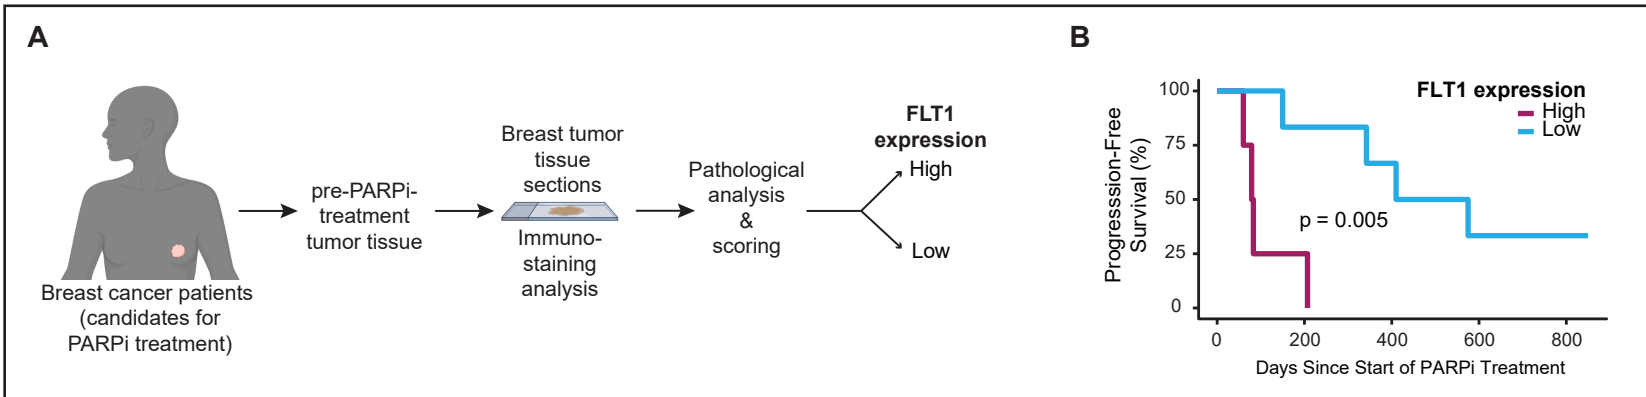 A
Breast cancer patients
(candidates for
PARPi treatment)
pre-PARPi-
treatment
tumor tissue
Breast tumor
tissue
sections
Immuno-
staining
analysis
Pathological
analysis
&
scoring
FLT1
expression
High
Low
B
Progression-Free
Survival (%)
100
75
50
25
0
FLT1 expression
High
Low
p = 0.005
0 200 400 600 800
Days Since Start of PARPi Treatment